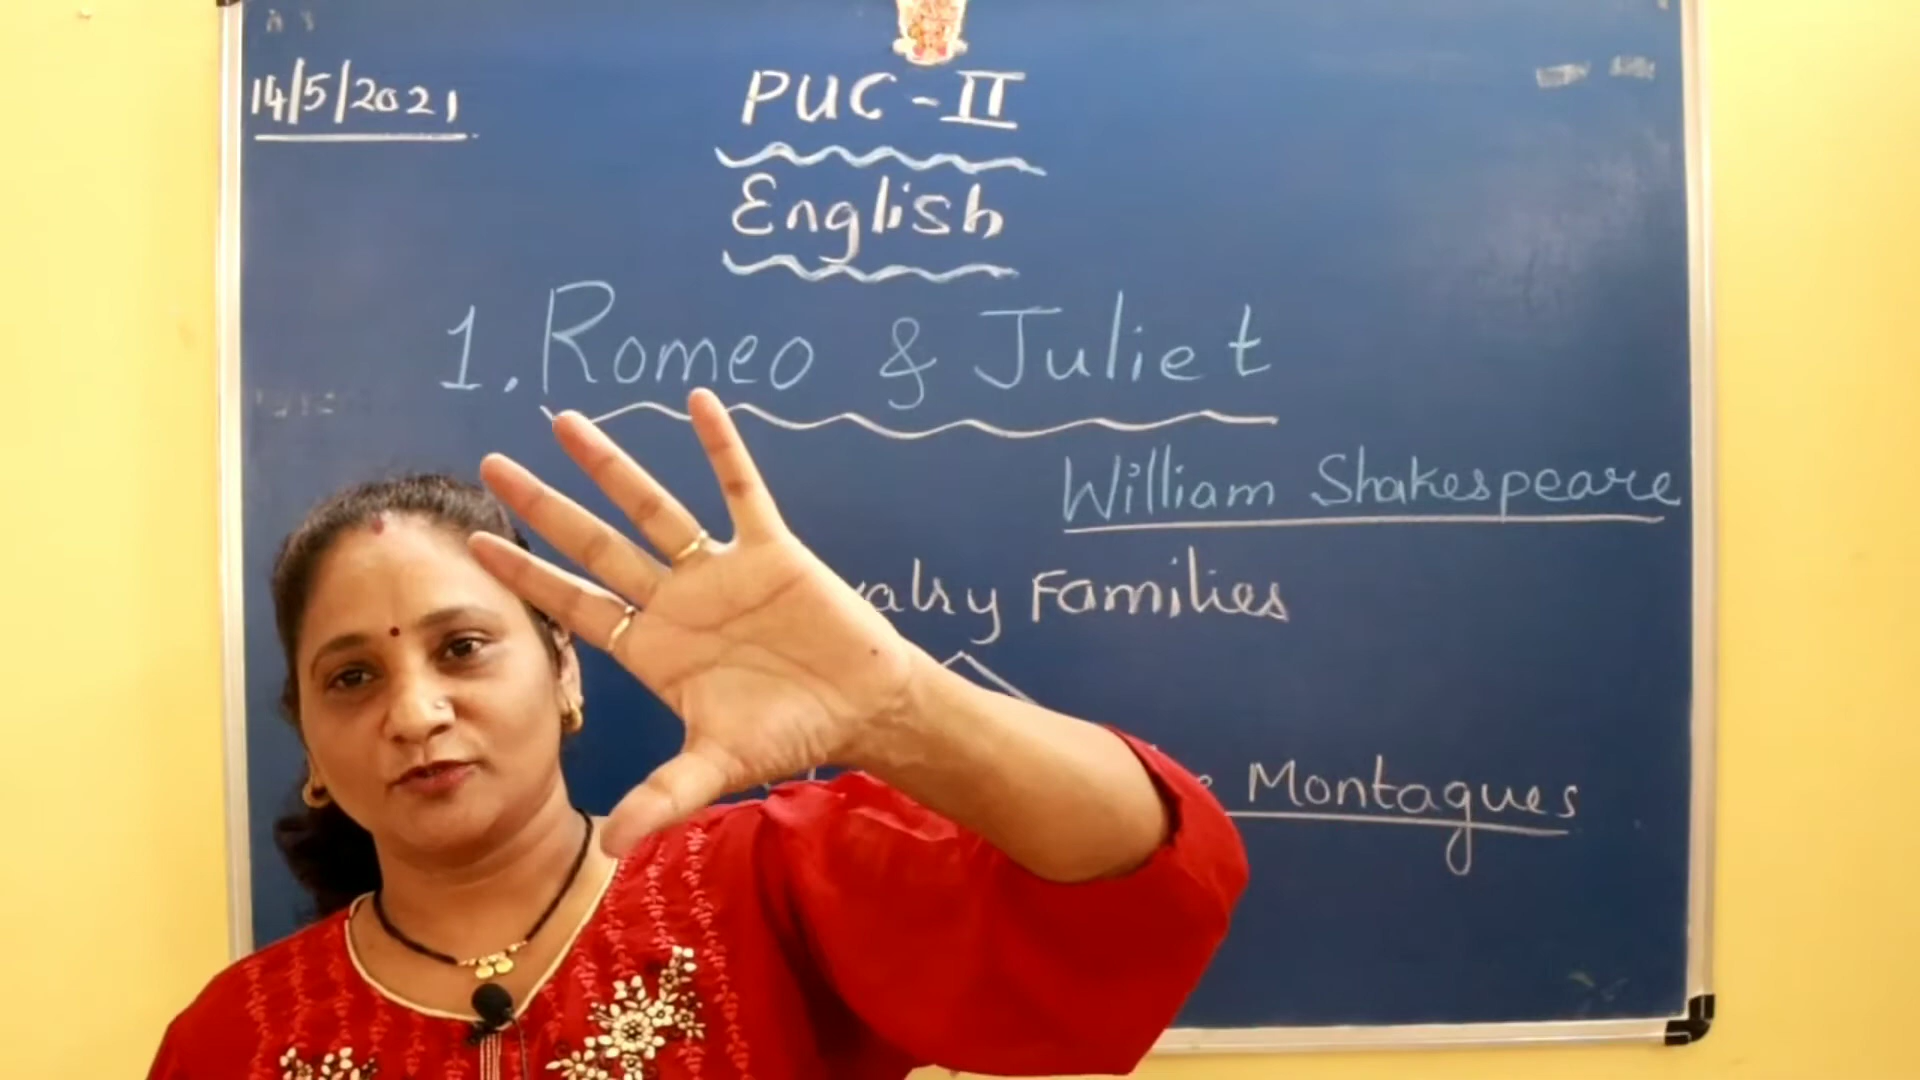 14/5/2021
PUC-II
English
1. Romeo & Juliet
William Shakespeare
Families
Montagues